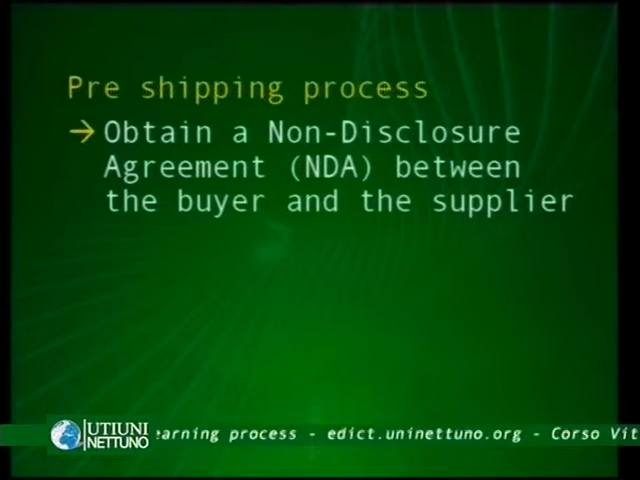 Pre shipping process
→ Obtain a Non-Disclosure
Agreement (NDA) between
the buyer and the supplier
UTIUNI
NETTUNO
earning process - edict.uninettuno.org - Corso Vit